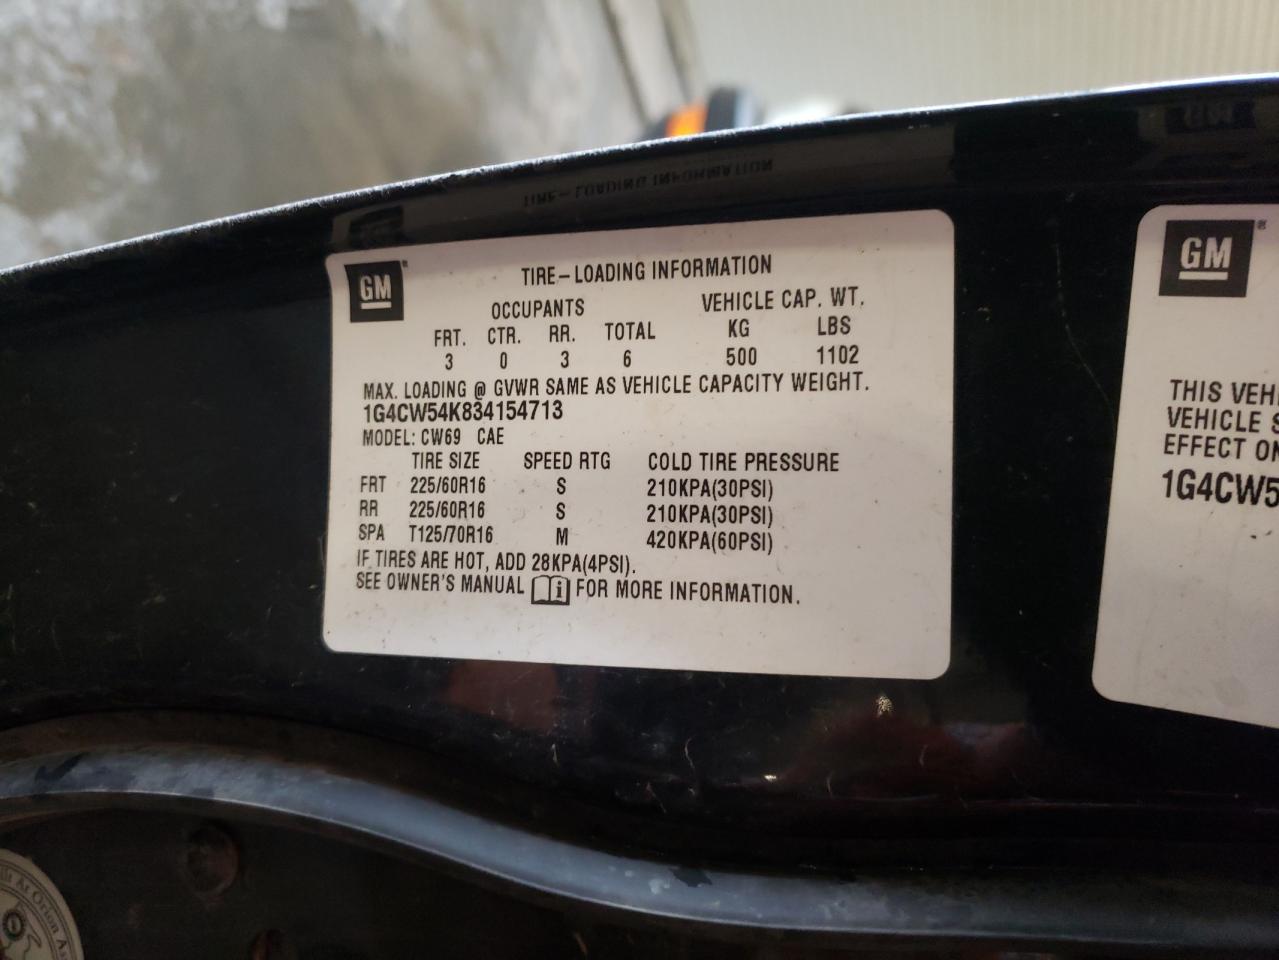 GM®
TIRE-LOADING INFORMATION
OCCUPANTS VEHICLE CAP. WT.
FRT. CTR. RR. TOTAL KG LBS
3 0 3 6 500 1102
MAX. LOADING @ GVWR SAME AS VEHICLE CAPACITY WEIGHT.
1G4CW54K834154713
MODEL: CW69 CAE
TIRE SIZE SPEED RTG COLD TIRE PRESSURE
FRT 225/60R16 S 210KPA(30PSI)
RR 225/60R16 S 210KPA(30PSI)
SPA T125/70R16 M 420KPA(60PSI)
IF TIRES ARE HOT, ADD 28KPA(4PSI).
SEE OWNER'S MANUAL i FOR MORE INFORMATION.
GM®
THIS VEHI
VEHICLE S
EFFECT ON
1G4CW5